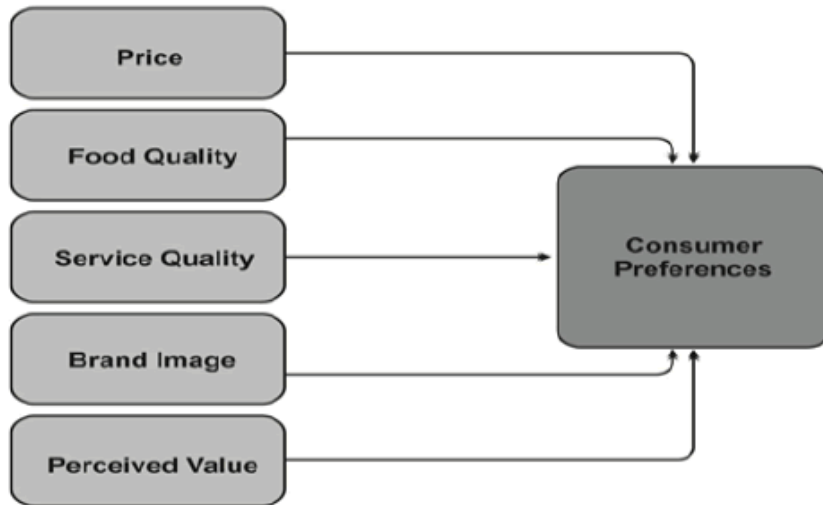 Price
Food Quality
Service Quality
Consumer
Preferences
Brand Image
Perceived Value